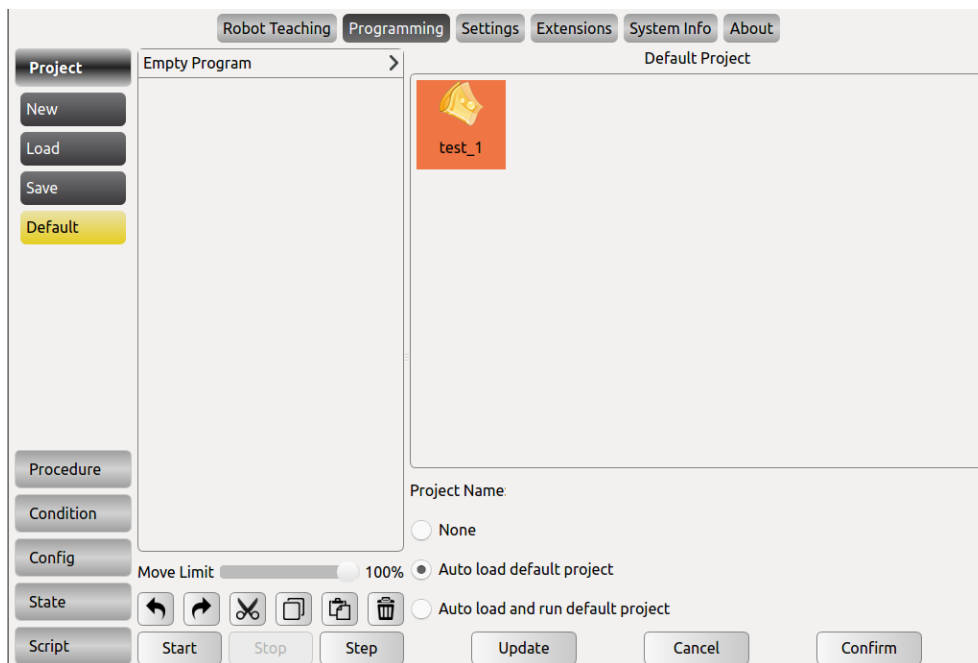 Robot Teaching Programming Settings Extensions System Info About
Project
New
Load
Save
Default
Procedure
Condition
Config
State
Script
Empty Program
Move Limit 100%
Start Stop Step
Default Project
test_1
Project Name:
None
Auto load default project
Auto load and run default project
Update Cancel Confirm